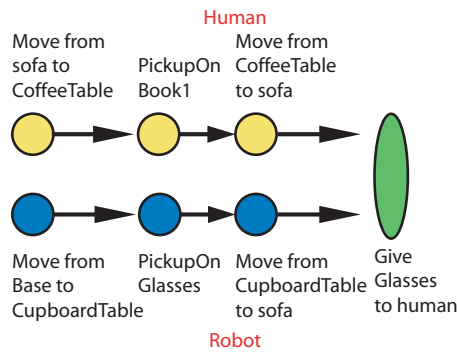 Human
Move from
sofa to
CoffeeTable
PickupOn
Book1
Move from
CoffeeTable
to sofa
Move from
Base to
CupboardTable
PickupOn
Glasses
Move from
CupboardTable
to sofa
Give
Glasses
to human
Robot